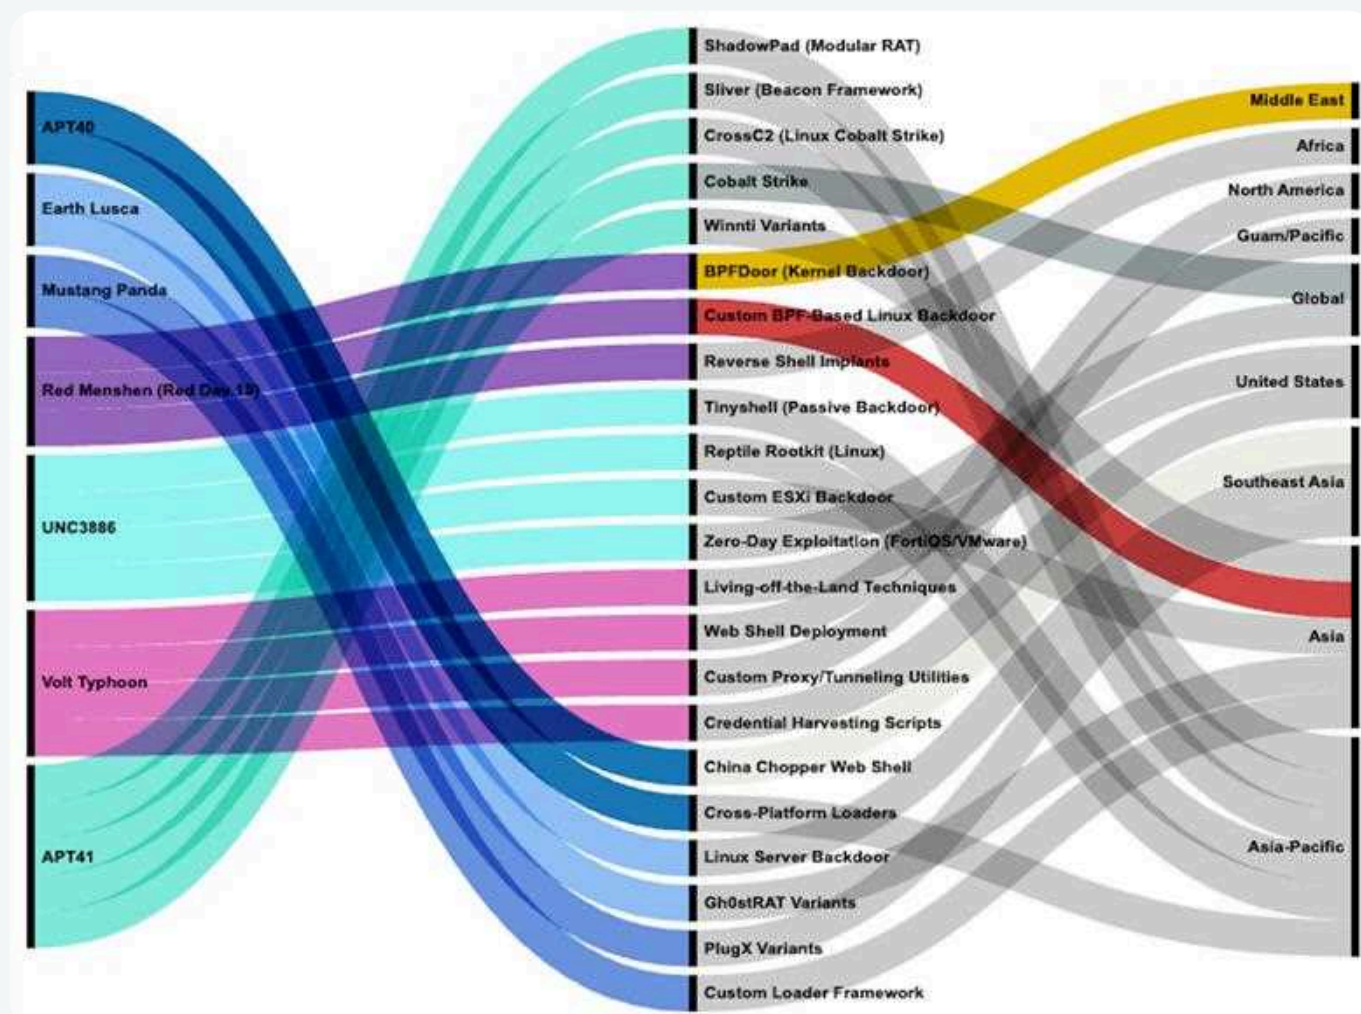 APT40
Earth Lusca
Mustang Panda
Red Menshen (Red Dev 18)
UNC3886
Volt Typhoon
APT41
ShadowPad (Modular RAT)
Sliver (Beacon Framework)
CrossC2 (Linux Cobalt Strike)
Cobalt Strike
Winnti Variants
BPFDoor (Kernel Backdoor)
Custom BPF-Based Linux Backdoor
Reverse Shell Implants
Tinyshell (Passive Backdoor)
Reptile Rootkit (Linux)
Custom ESXi Backdoor
Zero-Day Exploitation (FortiOS/VMware)
Living-off-the-Land Techniques
Web Shell Deployment
Custom Proxy/Tunneling Utilities
Credential Harvesting Scripts
China Chopper Web Shell
Cross-Platform Loaders
Linux Server Backdoor
Gh0stRAT Variants
PlugX Variants
Custom Loader Framework
Middle East
Africa
North America
Guam/Pacific
Global
United States
Southeast Asia
Asia
Asia-Pacific